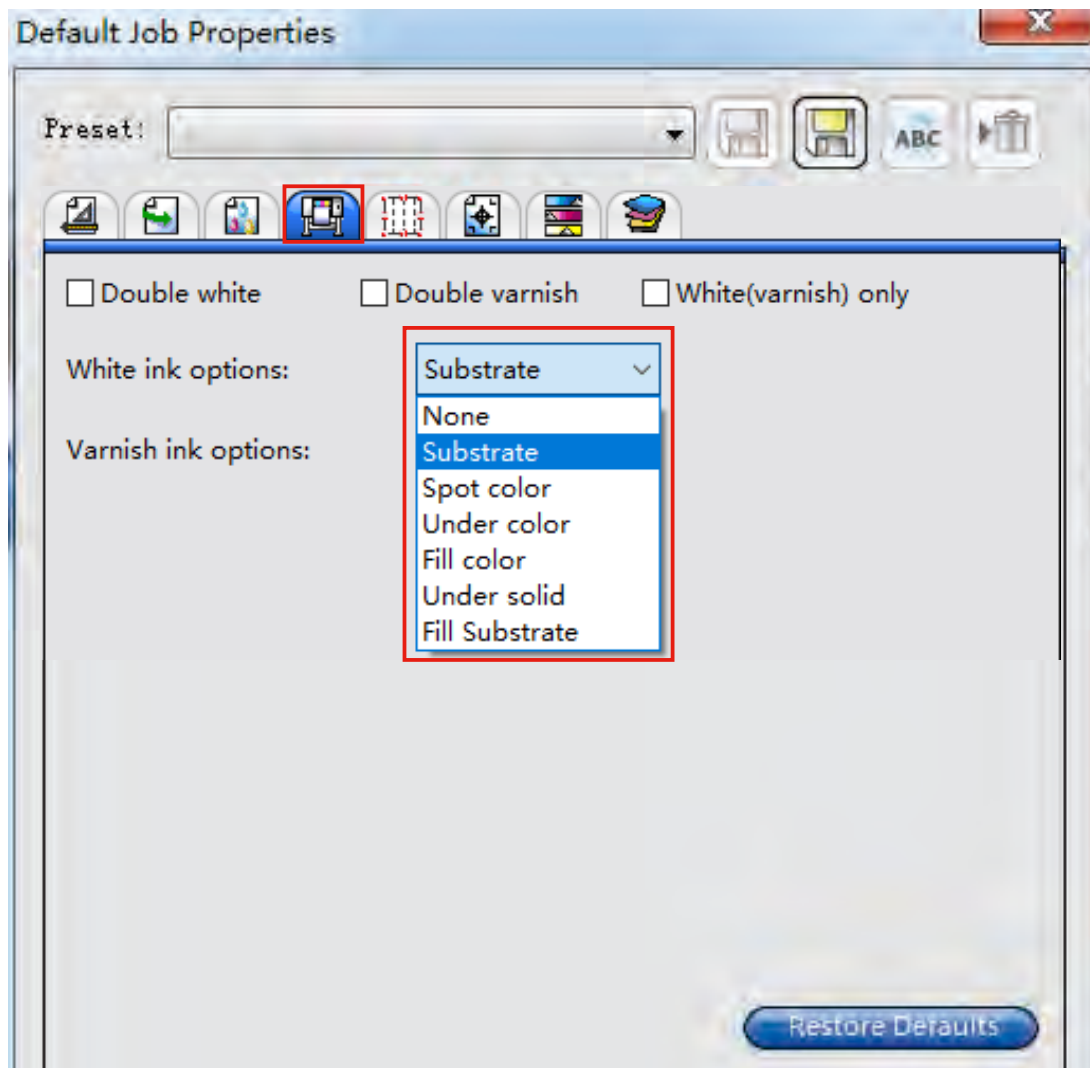 Default Job Properties
X
Preset:
ABC
Double white Double varnish White(varnish) only
White ink options: Substrate
None
Varnish ink options: Substrate
Spot color
Under color
Fill color
Under solid
Fill Substrate
Restore Defaults